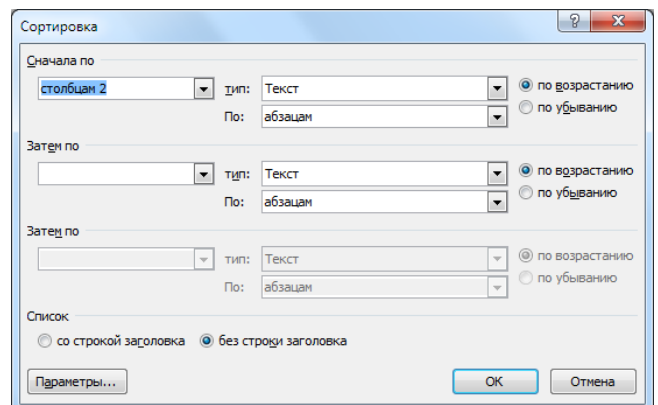 Сортировка
Сначала по
столбцам 2 тип: Текст по возрастанию
По: абзацам по убыванию
Затем по
тип: Текст по возрастанию
По: абзацам по убыванию
Затем по
тип: Текст по возрастанию
По: абзацам по убыванию
Список
со строкой заголовка без строки заголовка
Параметры... ОК Отмена